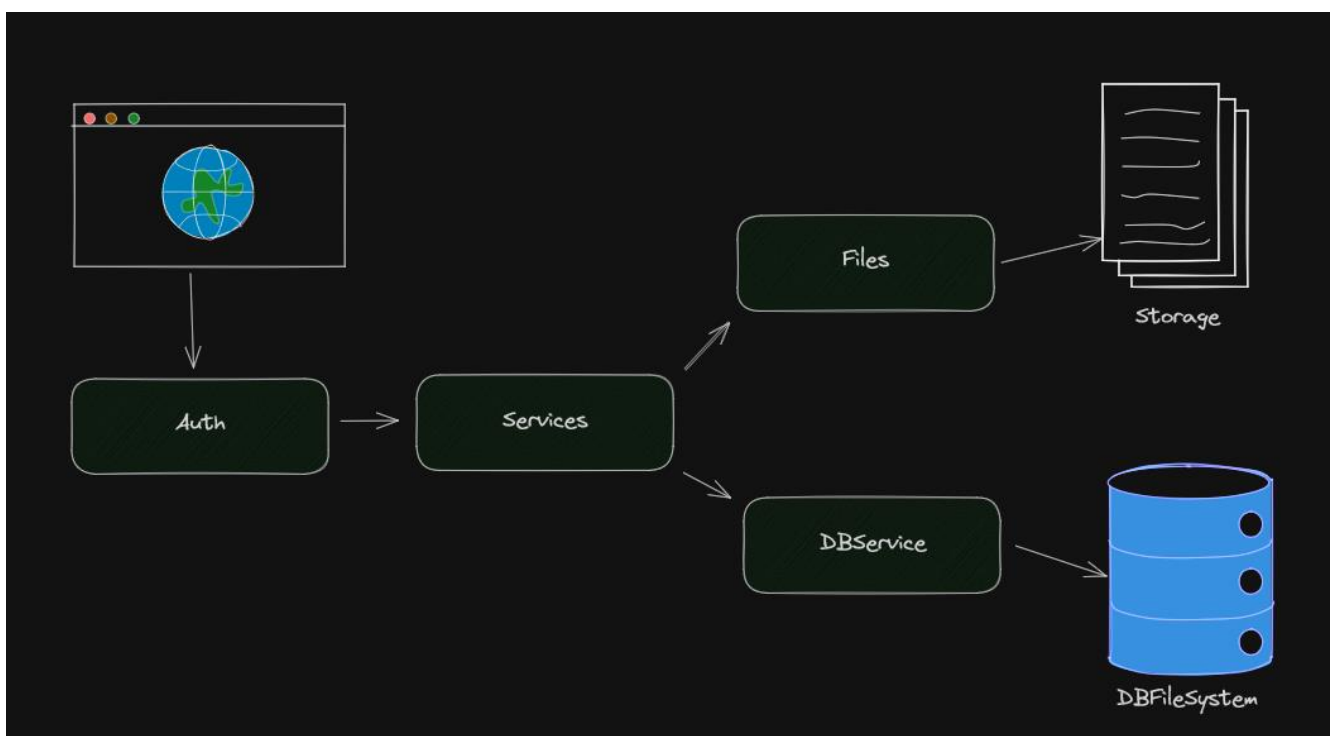 Files
Storage
Auth
Services
DBService
DBFileSystem